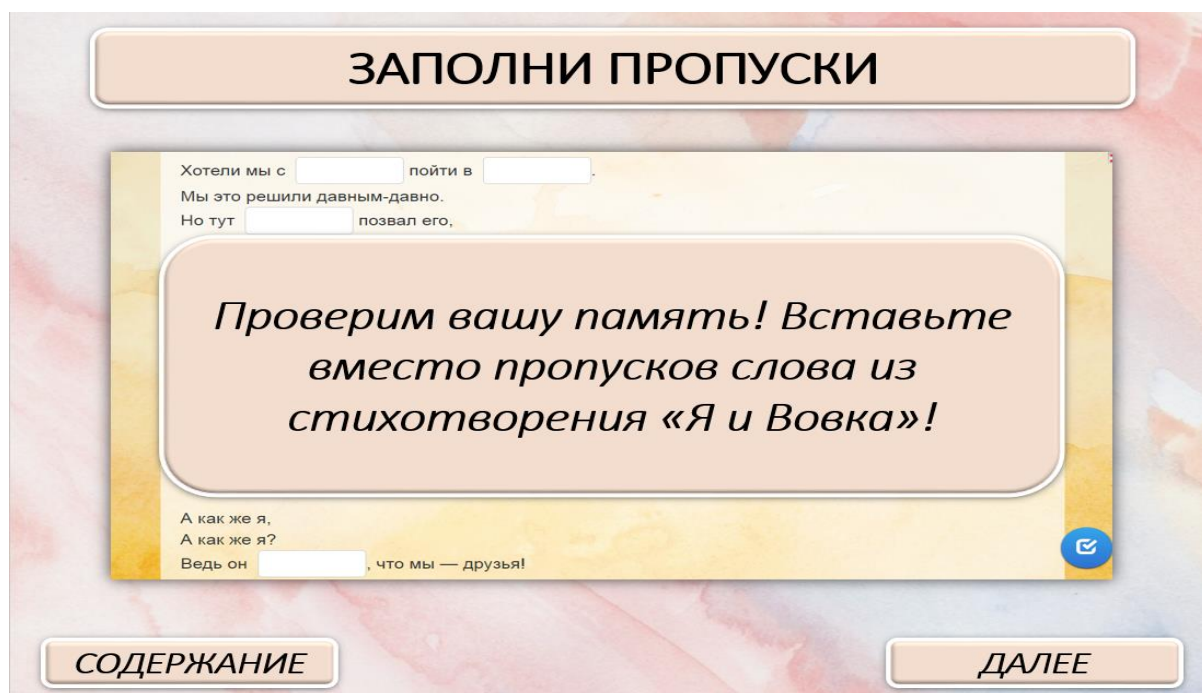 ЗАПОЛНИ ПРОПУСКИ
Хотели мы с пойти в .
Мы это решили давным-давно.
Но тут позвал его,
Проверим вашу память! Вставьте
вместо пропусков слова из
стихотворения «Я и Вовка»!
А как же я,
А как же я?
Ведь он , что мы — друзья!
СОДЕРЖАНИЕ
ДАЛЕЕ